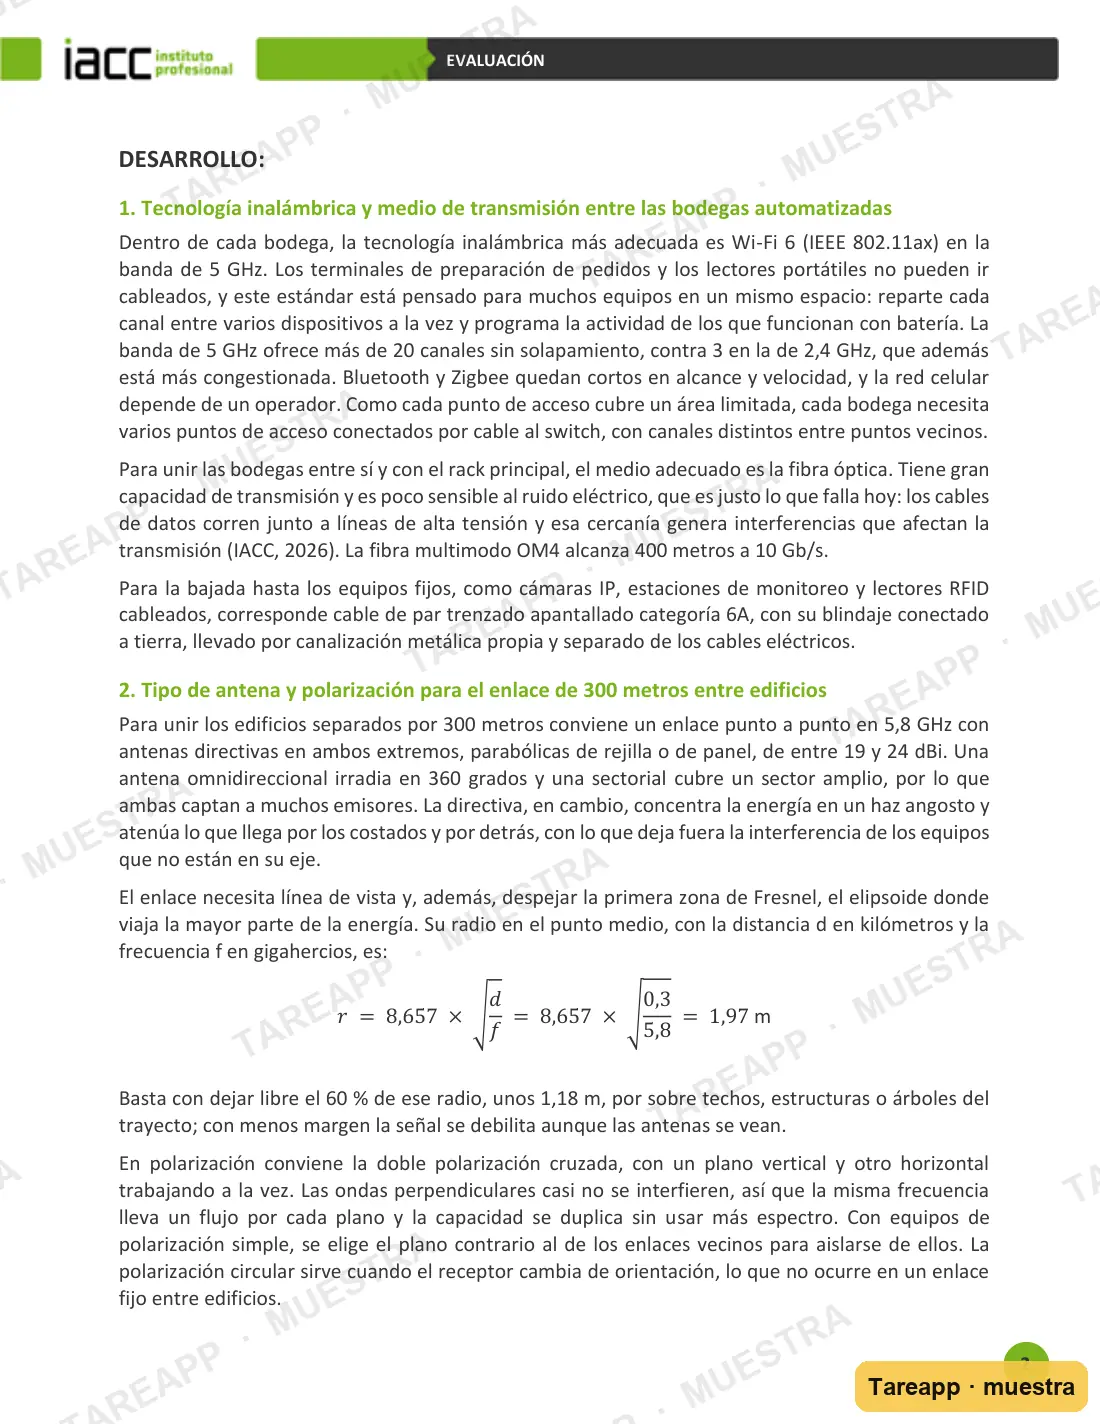 iacc instituto profesional
EVALUACIÓN
DESARROLLO:
1. Tecnología inalámbrica y medio de transmisión entre las bodegas automatizadas
Dentro de cada bodega, la tecnología inalámbrica más adecuada es Wi-Fi 6 (IEEE 802.11ax) en la
banda de 5 GHz. Los terminales de preparación de pedidos y los lectores portátiles no pueden ir
cableados, y este estándar está pensado para muchos equipos en un mismo espacio: reparte cada
canal entre varios dispositivos a la vez y programa la actividad de los que funcionan con batería. La
banda de 5 GHz ofrece más de 20 canales sin solapamiento, contra 3 en la de 2,4 GHz, que además
está más congestionada. Bluetooth y Zigbee quedan cortos en alcance y velocidad, y la red celular
depende de un operador. Como cada punto de acceso cubre un área limitada, cada bodega necesita
varios puntos de acceso conectados por cable al switch, con canales distintos entre puntos vecinos.
Para unir las bodegas entre sí y con el rack principal, el medio adecuado es la fibra óptica. Tiene gran
capacidad de transmisión y es poco sensible al ruido eléctrico, que es justo lo que falla hoy: los cables
de datos corren junto a líneas de alta tensión y esa cercanía genera interferencias que afectan la
transmisión (IACC, 2026). La fibra multimodo OM4 alcanza 400 metros a 10 Gb/s.
Para la bajada hasta los equipos fijos, como cámaras IP, estaciones de monitoreo y lectores RFID
cableados, corresponde cable de par trenzado apantallado categoría 6A, con su blindaje conectado
a tierra, llevado por canalización metálica propia y separado de los cables eléctricos.
2. Tipo de antena y polarización para el enlace de 300 metros entre edificios
Para unir los edificios separados por 300 metros conviene un enlace punto a punto en 5,8 GHz con
antenas directivas en ambos extremos, parabólicas de rejilla o de panel, de entre 19 y 24 dBi. Una
antena omnidireccional irradia en 360 grados y una sectorial cubre un sector amplio, por lo que
ambas captan a muchos emisores. La directiva, en cambio, concentra la energía en un haz angosto y
atenúa lo que llega por los costados y por detrás, con lo que deja fuera la interferencia de los equipos
que no están en su eje.
El enlace necesita línea de vista y, además, despejar la primera zona de Fresnel, el elipsoide donde
viaja la mayor parte de la energía. Su radio en el punto medio, con la distancia d en kilómetros y la
frecuencia f en gigahercios, es:
r = 8,657 × √(d/f) = 8,657 × √(0,3/5,8) = 1,97 m
Basta con dejar libre el 60 % de ese radio, unos 1,18 m, por sobre techos, estructuras o árboles del
trayecto; con menos margen la señal se debilita aunque las antenas se vean.
En polarización conviene la doble polarización cruzada, con un plano vertical y otro horizontal
trabajando a la vez. Las ondas perpendiculares casi no se interfieren, así que la misma frecuencia
lleva un flujo por cada plano y la capacidad se duplica sin usar más espectro. Con equipos de
polarización simple, se elige el plano contrario al de los enlaces vecinos para aislarse de ellos. La
polarización circular sirve cuando el receptor cambia de orientación, lo que no ocurre en un enlace
fijo entre edificios.
Tareapp · muestra